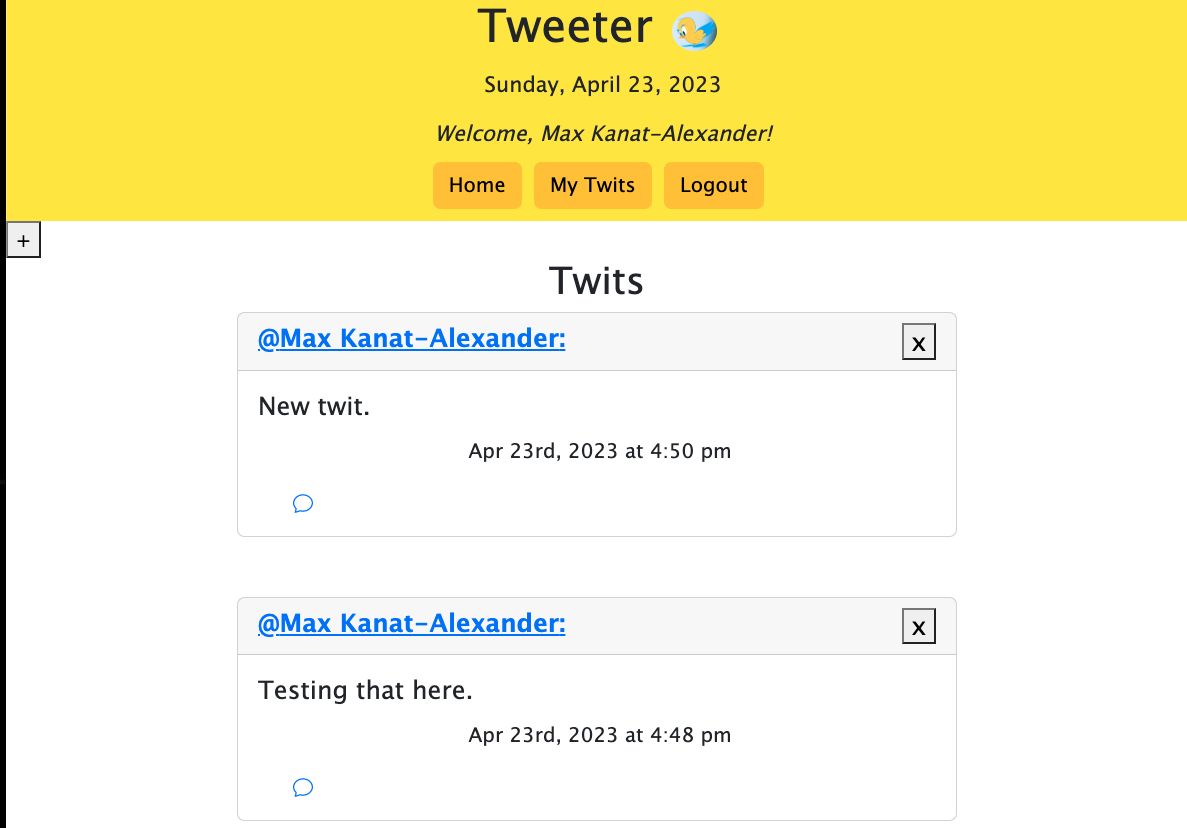 Tweeter
Sunday, April 23, 2023
Welcome, Max Kanat-Alexander!
Home My Twits Logout
+
Twits
@Max Kanat-Alexander: x
New twit.
Apr 23rd, 2023 at 4:50 pm
@Max Kanat-Alexander: x
Testing that here.
Apr 23rd, 2023 at 4:48 pm